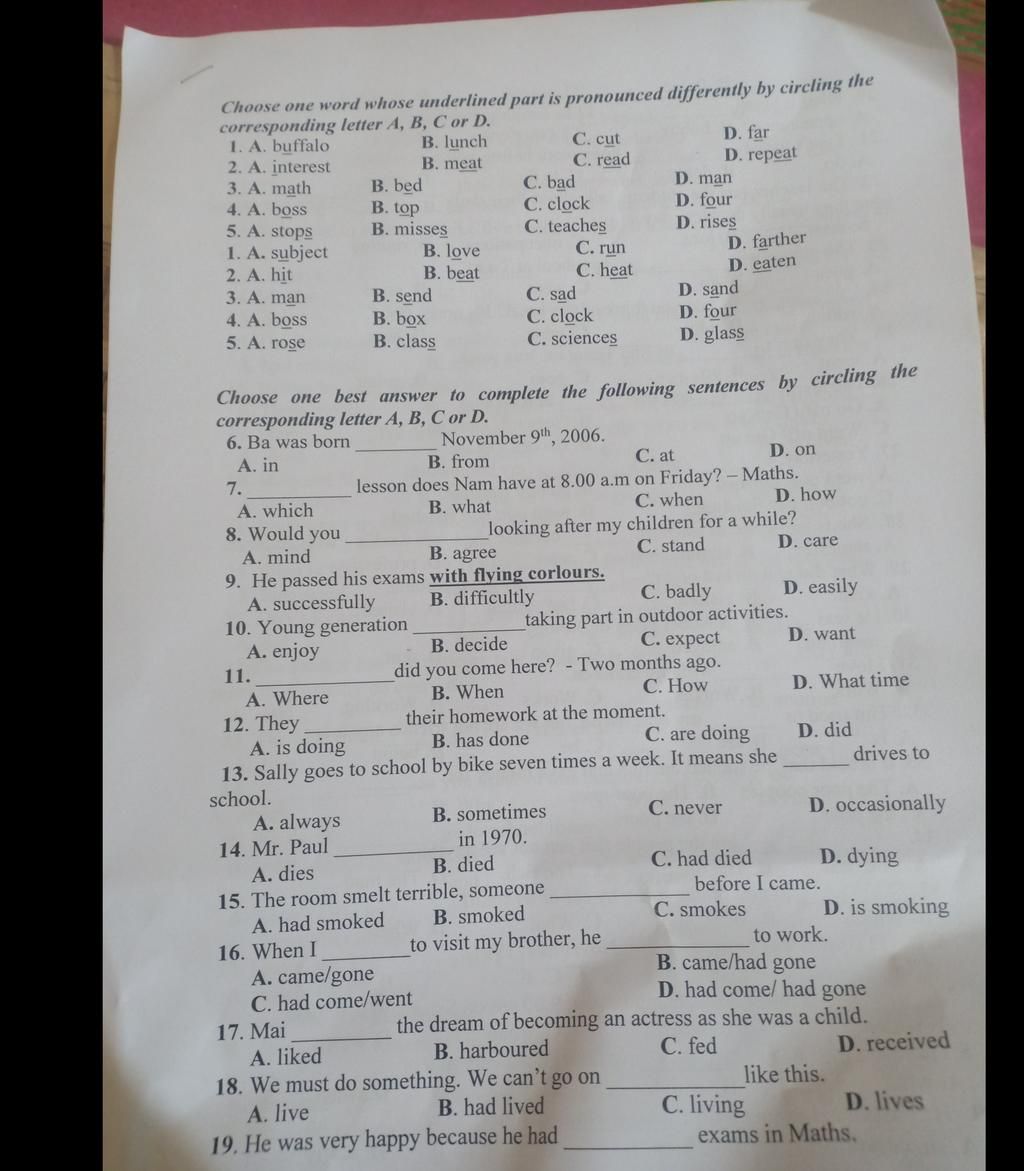 Choose one word whose underlined part is pronounced differently by circling the
corresponding letter A, B, C or D.
1. A. buffalo B. lunch C. cut D. far
2. A. interest B. meat C. read D. repeat
3. A. math B. bed C. bad D. man
4. A. boss B. top C. clock D. four
5. A. stops B. misses C. teaches D. rises
1. A. subject B. love C. run D. farther
2. A. hit B. beat C. heat D. eaten
3. A. man B. send C. sad D. sand
4. A. boss B. box C. clock D. four
5. A. rose B. class C. sciences D. glass
Choose one best answer to complete the following sentences by circling the
corresponding letter A, B, C or D.
6. Ba was born ________ November 9th, 2006.
A. in B. from C. at D. on
7. __________ lesson does Nam have at 8.00 a.m on Friday? – Maths.
A. which B. what C. when D. how
8. Would you ______________looking after my children for a while?
A. mind B. agree C. stand D. care
9. He passed his exams with flying corlours.
A. successfully B. difficultly C. badly D. easily
10. Young generation ___________taking part in outdoor activities.
A. enjoy B. decide C. expect D. want
11. ______________did you come here? - Two months ago.
A. Where B. When C. How D. What time
12. They __________ their homework at the moment.
A. is doing B. has done C. are doing D. did
13. Sally goes to school by bike seven times a week. It means she ______ drives to
school.
A. always B. sometimes C. never D. occasionally
14. Mr. Paul ____________ in 1970.
A. dies B. died C. had died D. dying
15. The room smelt terrible, someone ______________ before I came.
A. had smoked B. smoked C. smokes D. is smoking
16. When I _________to visit my brother, he ______________ to work.
A. came/gone B. came/had gone
C. had come/went D. had come/ had gone
17. Mai __________ the dream of becoming an actress as she was a child.
A. liked B. harboured C. fed D. received
18. We must do something. We can't go on ______________like this.
A. live B. had lived C. living D. lives
19. He was very happy because he had _____________ exams in Maths.